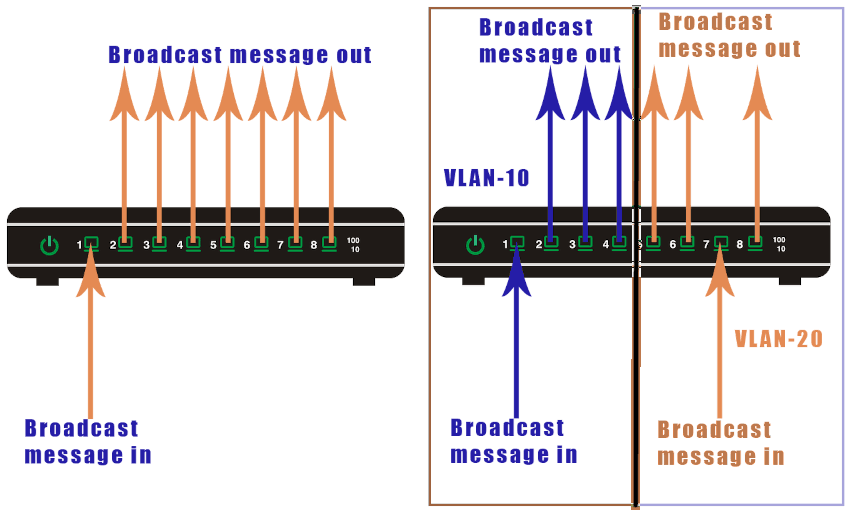 Broadcast message out
1 2 3 4 5 6 7 8 100
10
Broadcast
message in
Broadcast
message out
Broadcast
message out
VLAN-10
1 2 3 4 5 6 7 8 100
10
VLAN-20
Broadcast
message in
Broadcast
message in